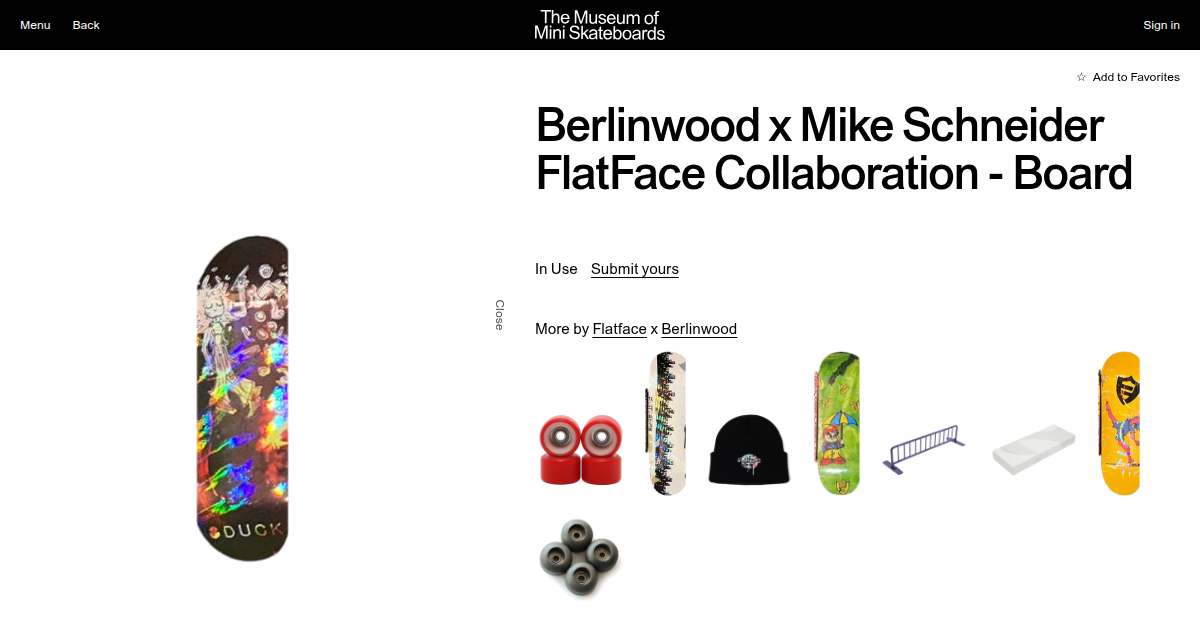 Menu
Back
The Museum of
Mini Skateboards
Sign in
☆ Add to Favorites
Berlinwood x Mike Schneider
FlatFace Collaboration - Board
In Use Submit yours
Close
More by Flatface x Berlinwood
DUCK